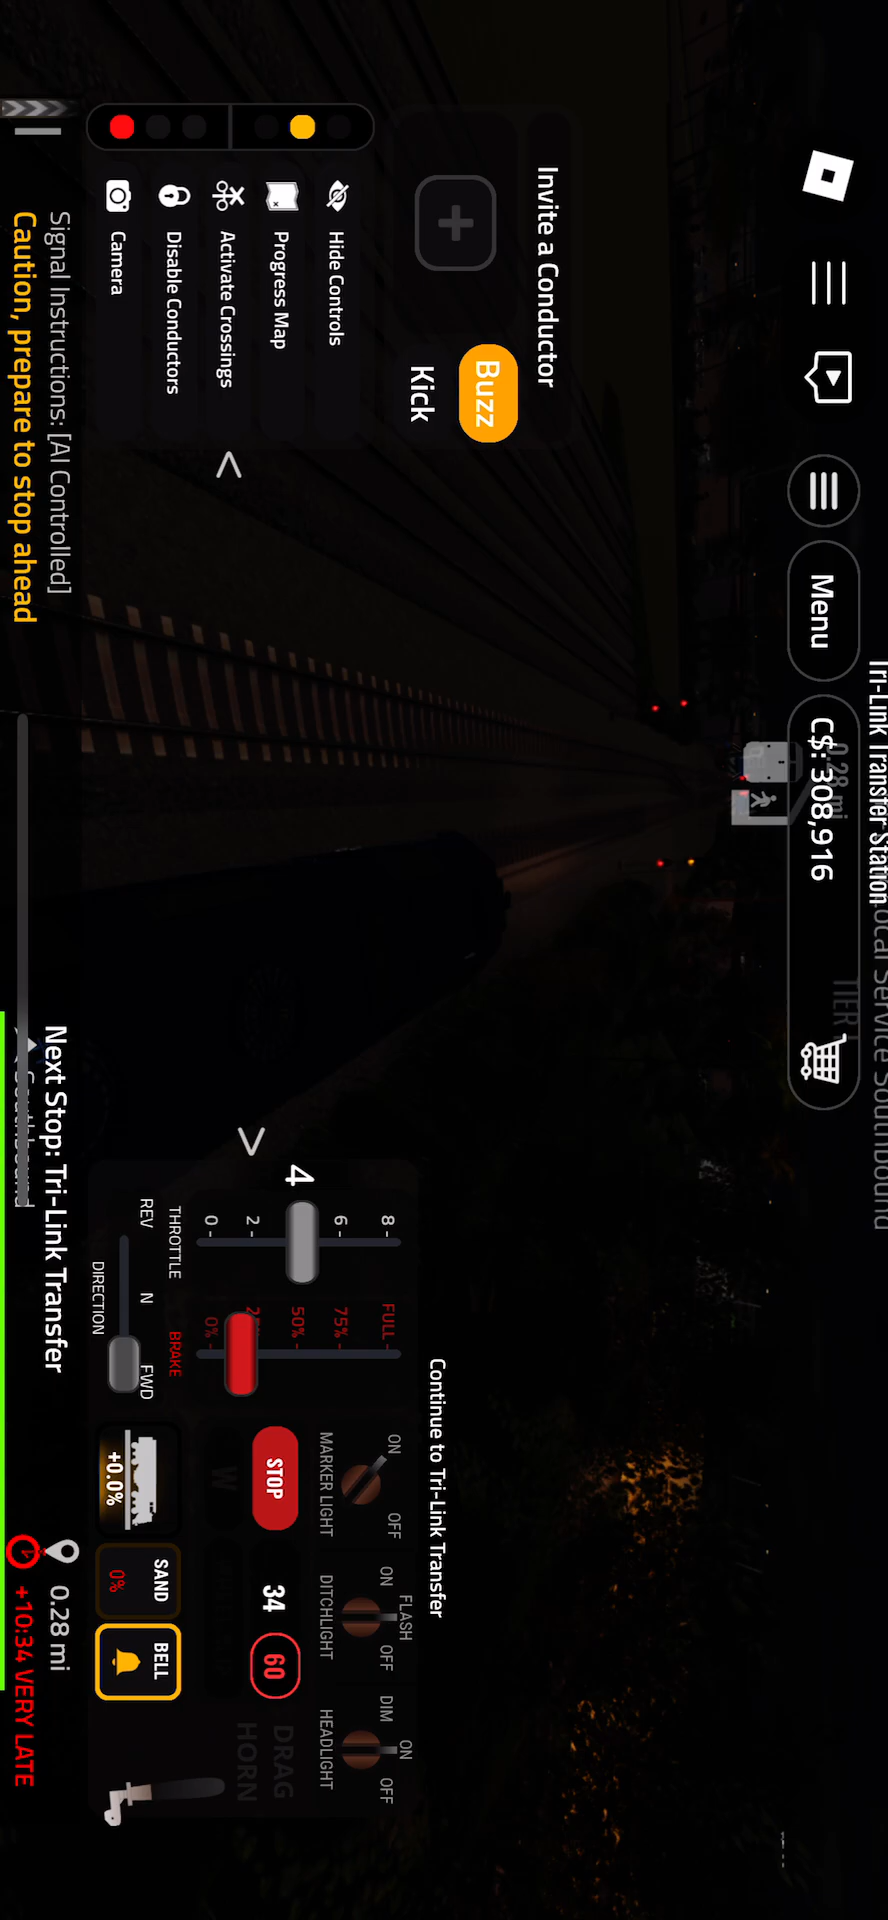 Menu
C$: 308,916
Tri-Link Transfer Station
Local Service Southbound
TIER 1
0.28 mi
Invite a Conductor
Buzz
Kick
Hide Controls
Progress Map
Activate Crossings
Disable Conductors
Camera
Signal Instructions: [AI Controlled]
Caution, prepare to stop ahead
Continue to Tri-Link Transfer
4
8
6
2
0
THROTTLE
FULL
75%
50%
0%
BRAKE
REV
N
FWD
DIRECTION
ON
OFF
MARKER LIGHT
ON
FLASH
OFF
DITCHLIGHT
DIM
ON
OFF
HEADLIGHT
STOP
34
60
W
DRAG
HORN
+0.0%
SAND
0%
BELL
Next Stop: Tri-Link Transfer
Southbound
0.28 mi
+10:34 VERY LATE